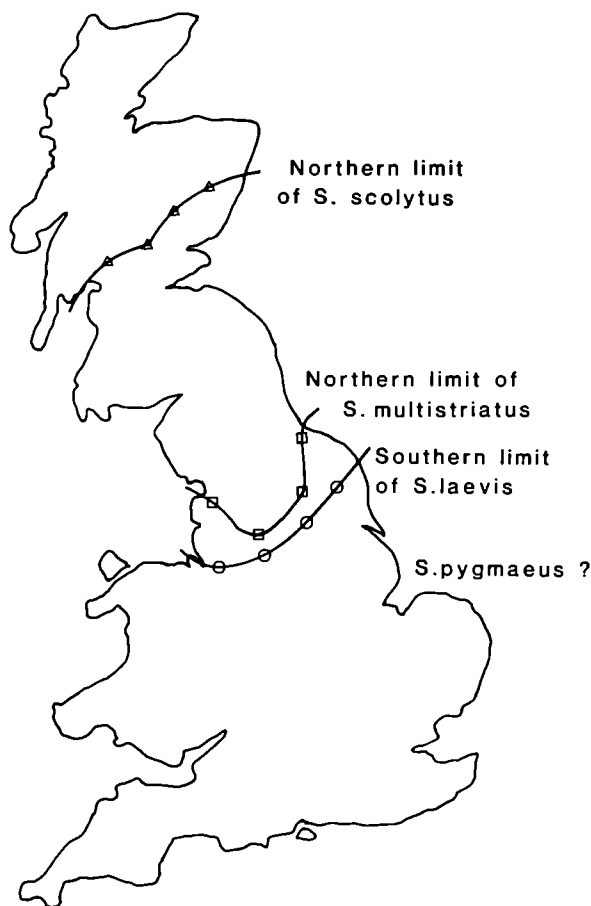 Northern limit
of S. scolytus
Northern limit of
S. multistriatus
Southern limit
of S.laevis
S.pygmaeus ?